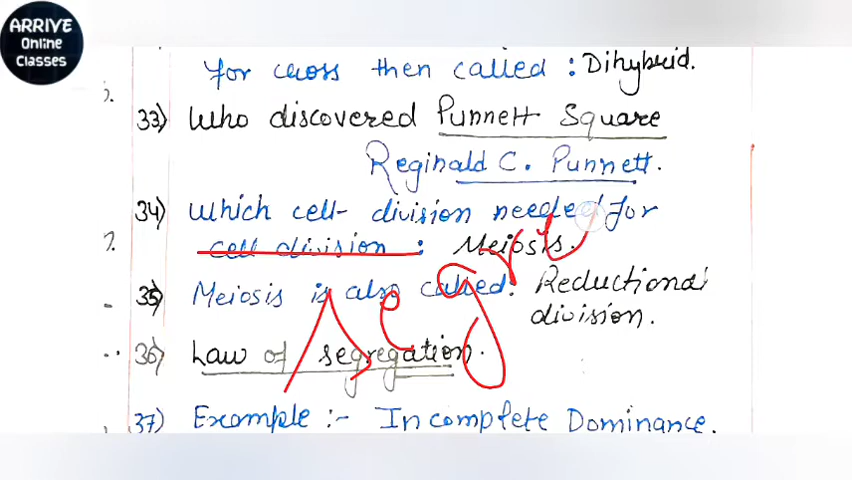 ARRIVE
Online
Classes
for cross then called : Dihybrid.
33) Who discovered Punnett Square
Reginald C. Punnett.
34) Which cell division needed for
cell division : Meiosis.
35) Meiosis is also called: Reductional
division.
36) Law of segregation.
37) Example :- Incomplete Dominance.